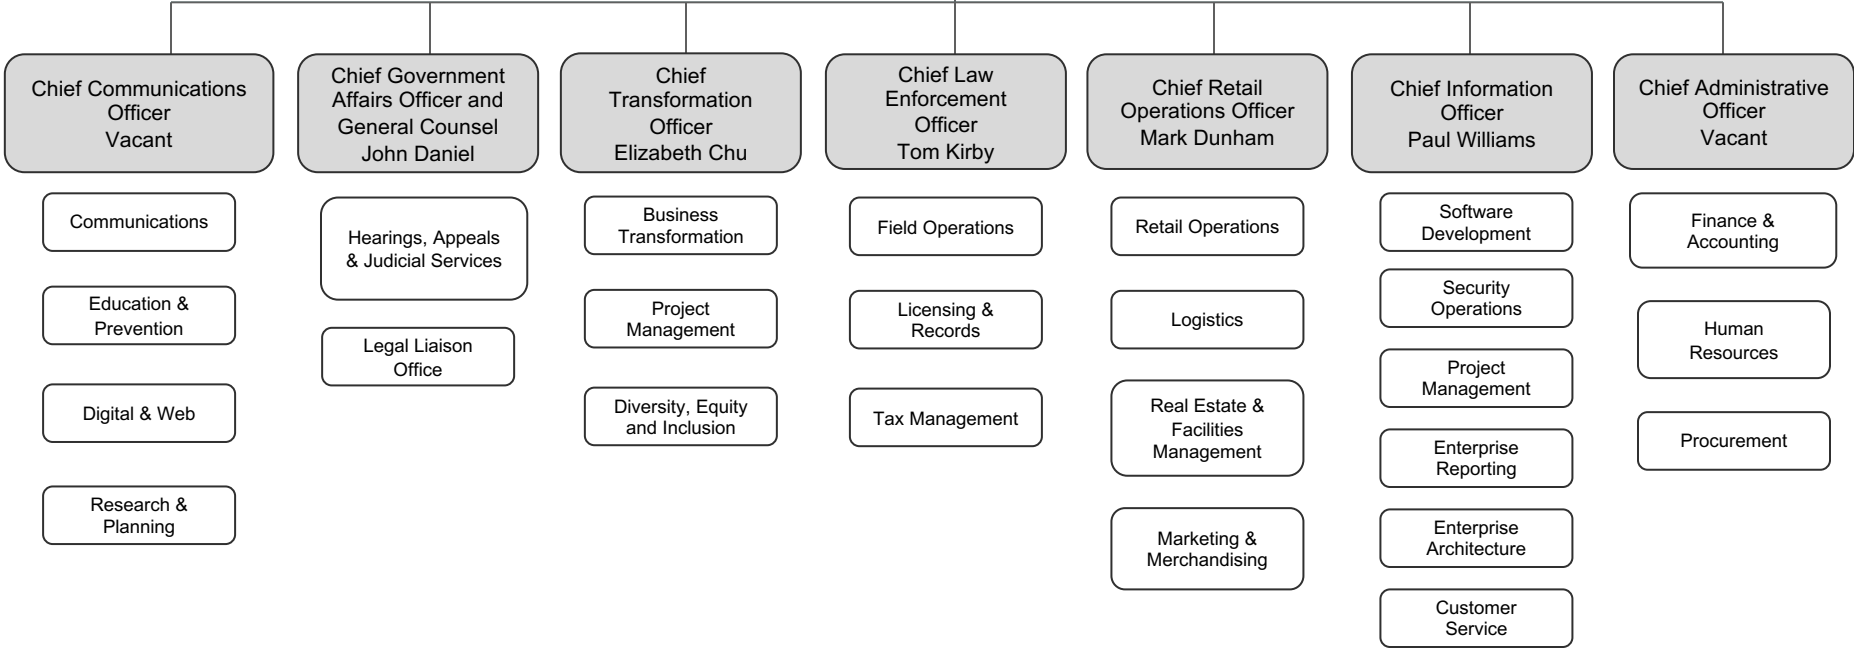 Chief Communications
Officer
Vacant
Chief Government
Affairs Officer and
General Counsel
John Daniel
Chief
Transformation
Officer
Elizabeth Chu
Chief Law
Enforcement
Officer
Tom Kirby
Chief Retail
Operations Officer
Mark Dunham
Chief Information
Officer
Paul Williams
Chief Administrative
Officer
Vacant
Communications
Education &
Prevention
Digital & Web
Research &
Planning
Hearings, Appeals
& Judicial Services
Legal Liaison
Office
Business
Transformation
Project
Management
Diversity, Equity
and Inclusion
Field Operations
Licensing &
Records
Tax Management
Retail Operations
Logistics
Real Estate &
Facilities
Management
Marketing &
Merchandising
Software
Development
Security
Operations
Project
Management
Enterprise
Reporting
Enterprise
Architecture
Customer
Service
Finance &
Accounting
Human
Resources
Procurement